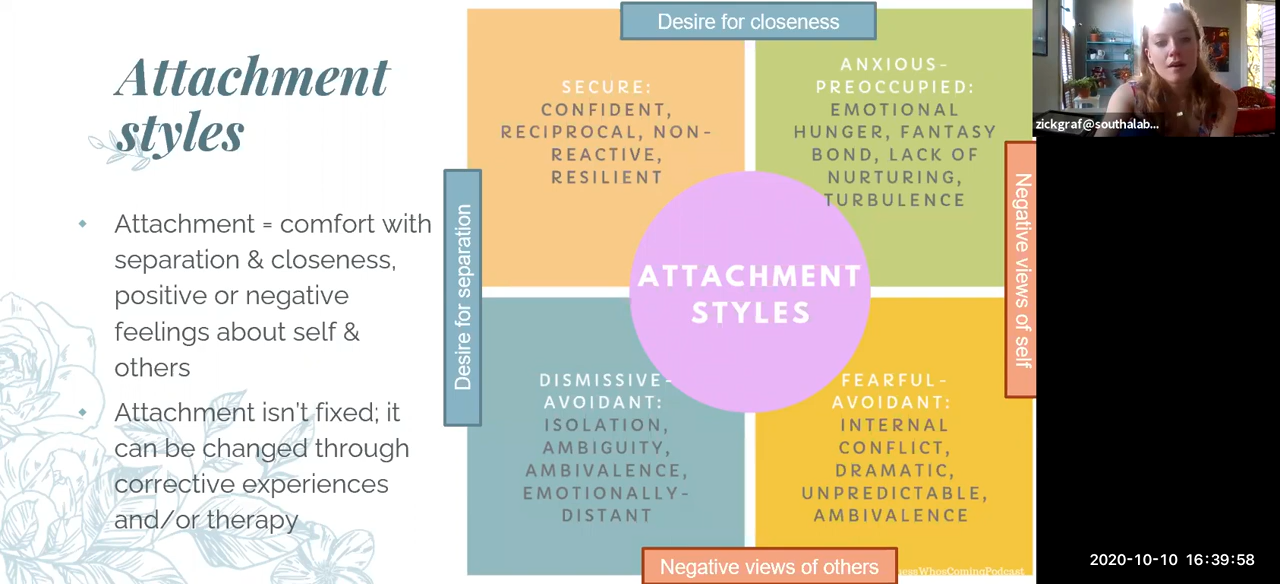 Attachment
styles
Attachment = comfort with
separation & closeness,
positive or negative
feelings about self &
others
Attachment isn't fixed; it
can be changed through
corrective experiences
and/or therapy
Desire for closeness
Desire for separation
SECURE:
CONFIDENT,
RECIPROCAL, NON-
REACTIVE,
RESILIENT
ANXIOUS-
PREOCCUPIED:
EMOTIONAL
HUNGER, FANTASY
BOND, LACK OF
NURTURING,
TURBULENCE
ATTACHMENT
STYLES
DISMISSIVE-
AVOIDANT:
ISOLATION,
AMBIGUITY,
AMBIVALENCE,
EMOTIONALLY-
DISTANT
FEARFUL-
AVOIDANT:
INTERNAL
CONFLICT,
DRAMATIC,
UNPREDICTABLE,
AMBIVALENCE
Negative views of self
Negative views of others
nessWhosComingPodcast
zickgraf@southalab...
2020-10-10 16:39:58